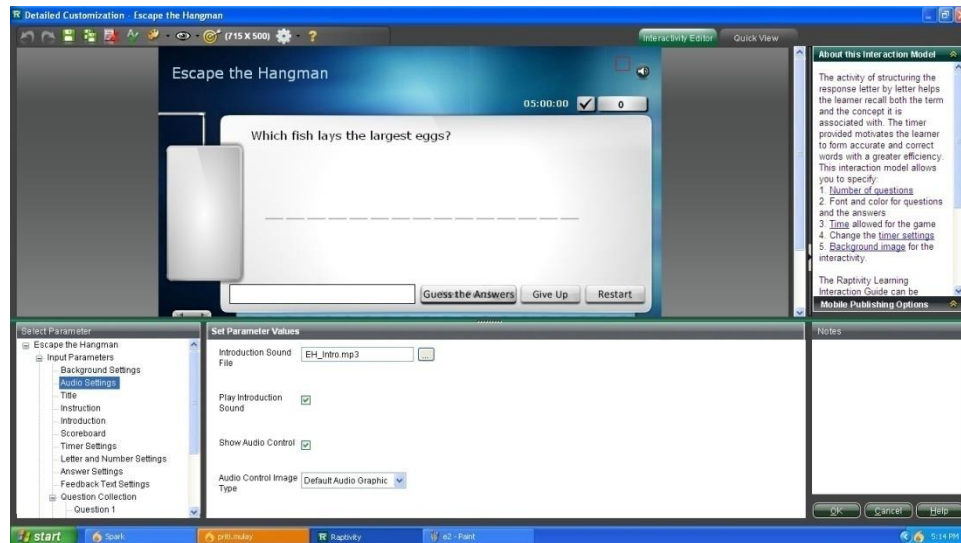 Detailed Customization - Escape the Hangman
(715 X 500)
Interactivity Editor
Quick View
Escape the Hangman
05:00:00
0
Which fish lays the largest eggs?
Guess the Answers
Give Up
Restart
About this Interaction Model
The activity of structuring the
response letter by letter helps
the learner recall both the term
and the concept it is
associated with. The timer
provided motivates the learner
to form accurate and correct
words with a greater efficiency.
This interaction model allows
you to specify:
1. Number of questions
2. Font and color for questions
and the answers
3. Time allowed for the game
4. Change the timer settings
5. Background image for the
interactivity.
The Raptivity Learning
Interaction Guide can be
Mobile Publishing Options
Select Parameter
Escape the Hangman
Input Parameters
Background Settings
Audio Settings
Title
Instruction
Introduction
Scoreboard
Timer Settings
Letter and Number Settings
Answer Settings
Feedback Text Settings
Question Collection
Question 1
Set Parameter Values
Introduction Sound
File
EH_Intro.mp3
...
Play Introduction
Sound
Show Audio Control
Audio Control Image
Type
Default Audio Graphic
Notes
OK
Cancel
Help
start
Spark
priti.mulay
Raptivity
e2 - Paint
5:14 PM